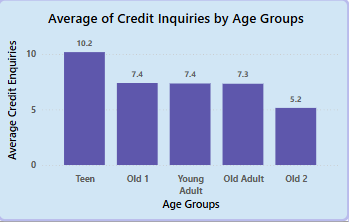 Average of Credit Inquiries by Age Groups
Average Credit Enquiries
10
5
0
10.2
7.4
7.4
7.3
5.2
Teen
Old 1
Young
Adult
Old Adult
Old 2
Age Groups